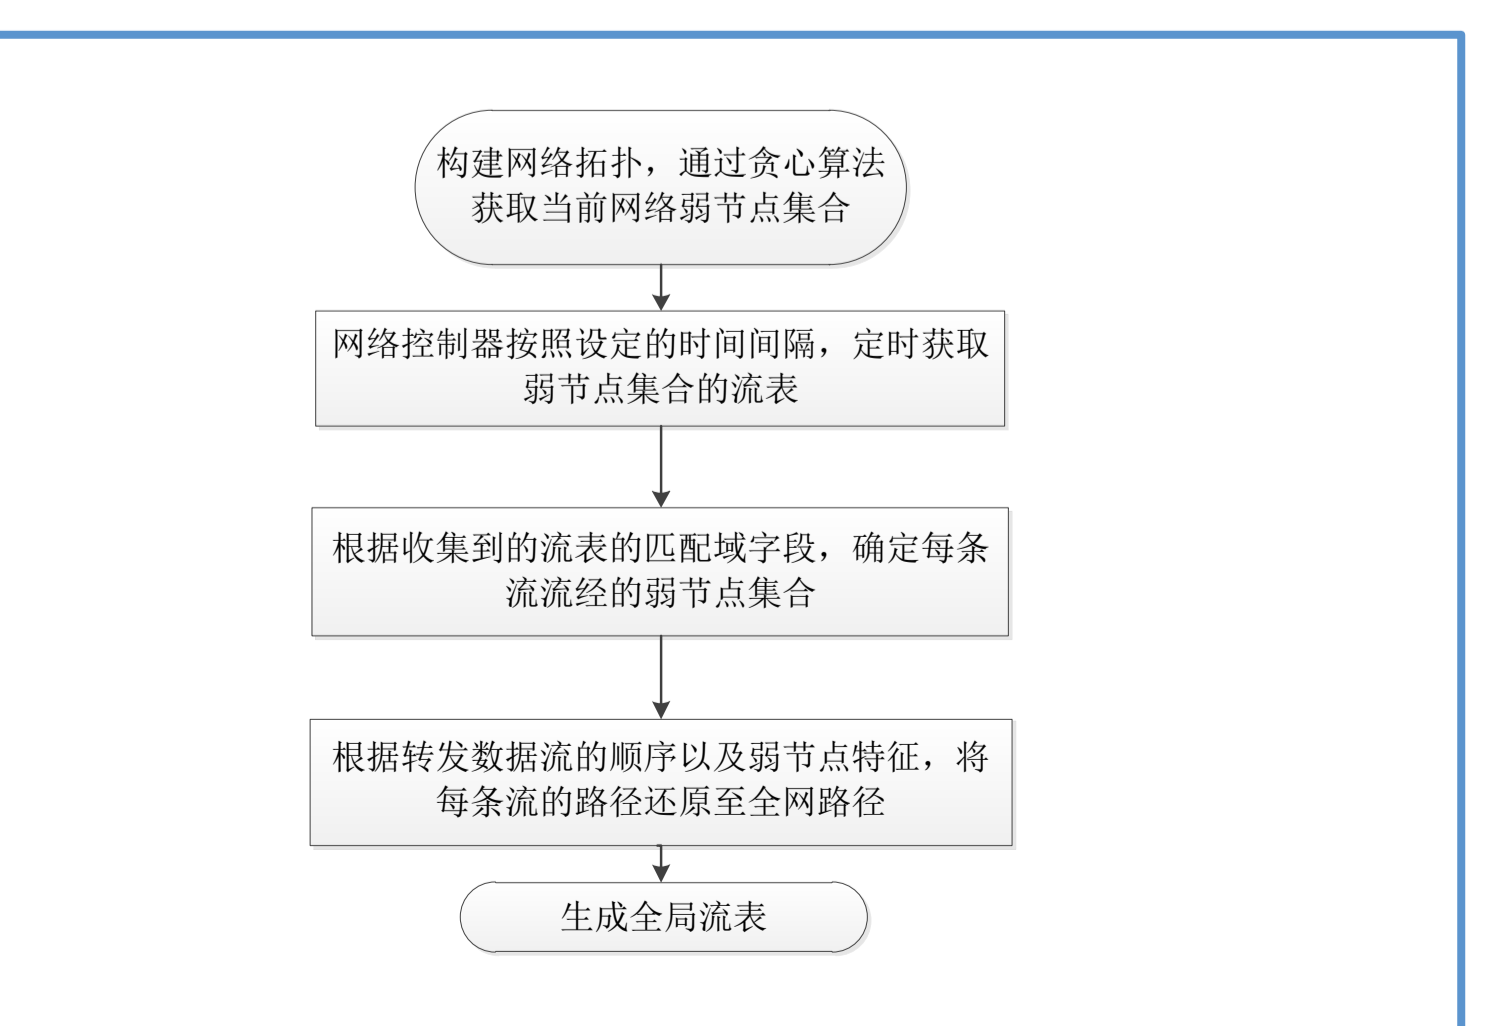 构建网络拓扑，通过贪心算法
获取当前网络弱节点集合
网络控制器按照设定的时间间隔，定时获取
弱节点集合的流表
根据收集到的流表的匹配域字段，确定每条
流流经的弱节点集合
根据转发数据流的顺序以及弱节点特征，将
每条流的路径还原至全网路径
生成全局流表